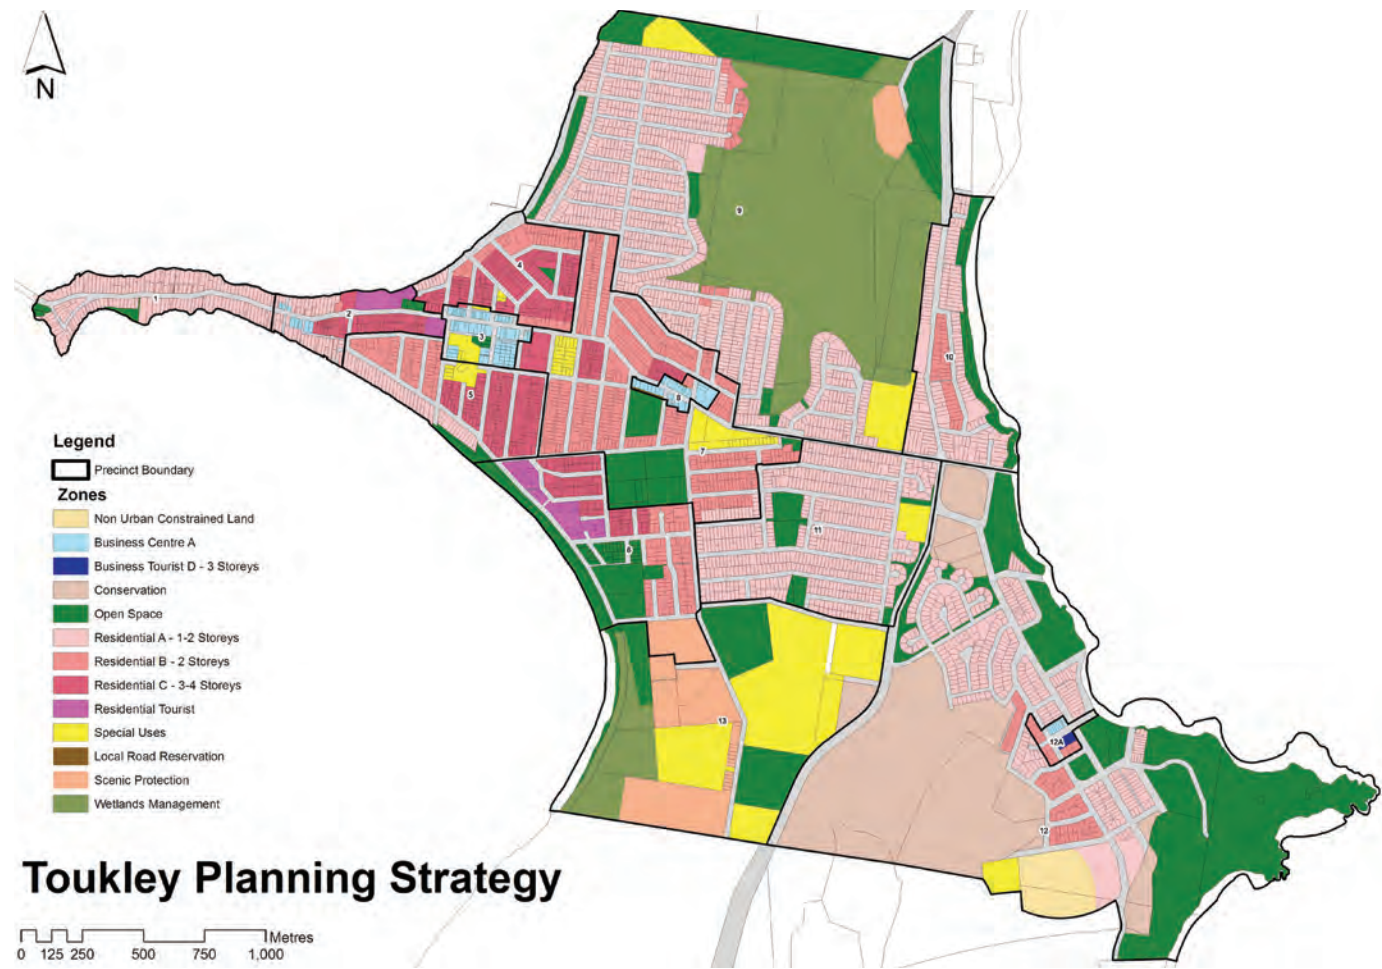 N
9
4
1
2
3
10
8
5
7
11
6
13
12A
12
Legend
Precinct Boundary
Zones
Non Urban Constrained Land
Business Centre A
Business Tourist D - 3 Storeys
Conservation
Open Space
Residential A - 1-2 Storeys
Residential B - 2 Storeys
Residential C - 3-4 Storeys
Residential Tourist
Special Uses
Local Road Reservation
Scenic Protection
Wetlands Management
Toukley Planning Strategy
Metres
0 125 250 500 750 1,000